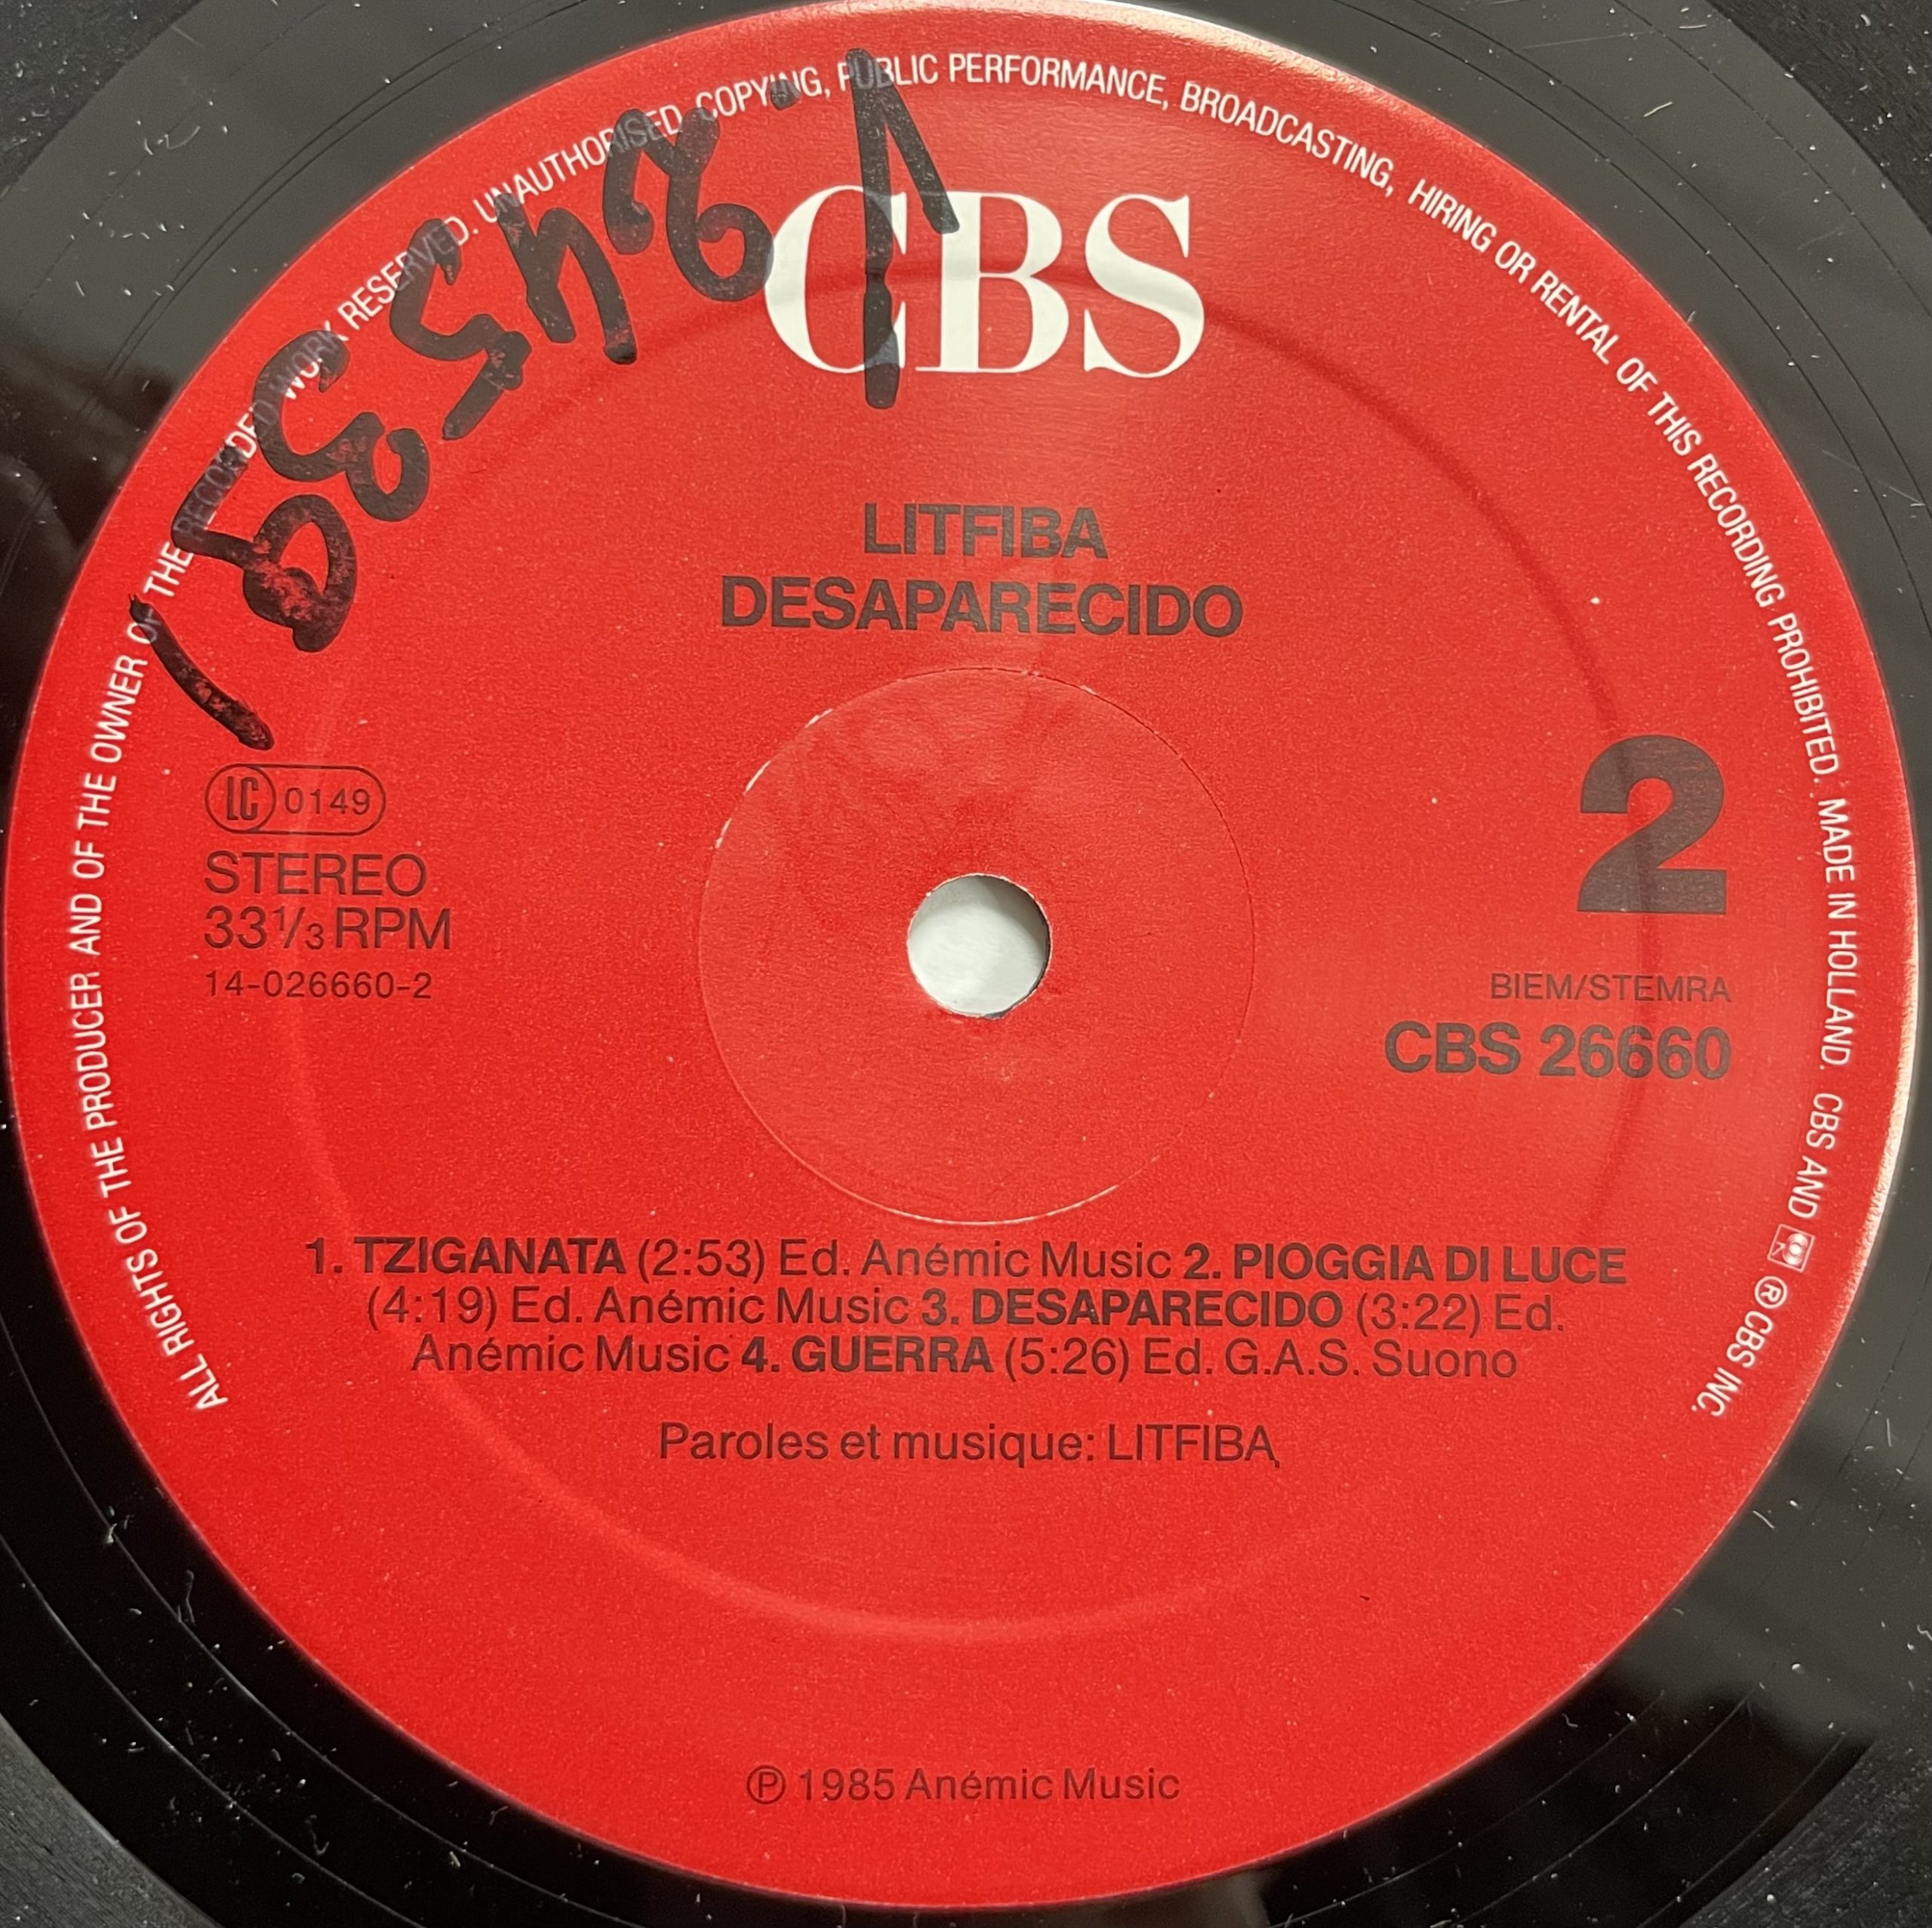 ALL RIGHTS OF THE PRODUCER AND OF THE OWNER OF THE RECORDED WORK RESERVED. UNAUTHORISED COPYING, PUBLIC PERFORMANCE, BROADCASTING, HIRING OR RENTAL OF THIS RECORDING PROHIBITED. MADE IN HOLLAND. CBS AND ® CBS INC.
CBS
LITFIBA
DESAPARECIDO
LC 0149
STEREO
33⅓ RPM
14-026660-2
2
BIEM/STEMRA
CBS 26660
1. TZIGANATA (2:53) Ed. Anémic Music 2. PIOGGIA DI LUCE
(4:19) Ed. Anémic Music 3. DESAPARECIDO (3:22) Ed.
Anémic Music 4. GUERRA (5:26) Ed. G.A.S. Suono
Paroles et musique: LITFIBA
℗ 1985 Anémic Music